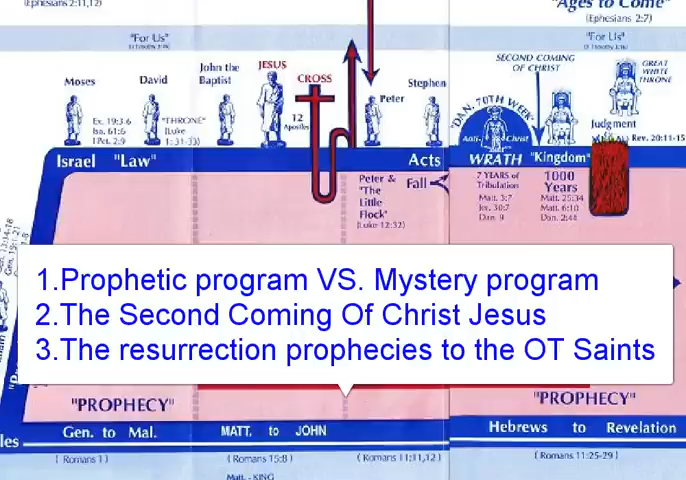 (Ephesians 2:11,12)
"Ages to Come"
(Ephesians 2:7)
"For Us"
"For Us"
SECOND COMING
OF CHRIST
GREAT
WHITE
THRONE
Moses
David
John the
Baptist
JESUS
CROSS
12
Apostles
Peter
Stephen
"DAN. 70TH WEEK"
Anti-Christ
Judgment
Rev. 20:11-15
Ex. 19:3-6
Isa. 61:6
I Pet. 2:9
"THRONE"
(Luke
1:31-33)
Israel "Law"
Acts
WRATH
"Kingdom"
Peter &
"The
Little
Flock"
(Luke 12:32)
Fall
7 YEARS of
Tribulation
Matt. 3:7
Jer. 30:7
Dan. 9
1000
Years
Matt. 25:34
Matt. 6:10
Dan. 2:44
1.Prophetic program VS. Mystery program
2.The Second Coming Of Christ Jesus
3.The resurrection prophecies to the OT Saints
"PROPHECY"
"PROPHECY"
Gen. to Mal.
MATT. to JOHN
Hebrews to Revelation
(Romans 1)
(Romans 15:8)
(Romans 11:11,12)
(Romans 11:25-29)
Matt. - KING